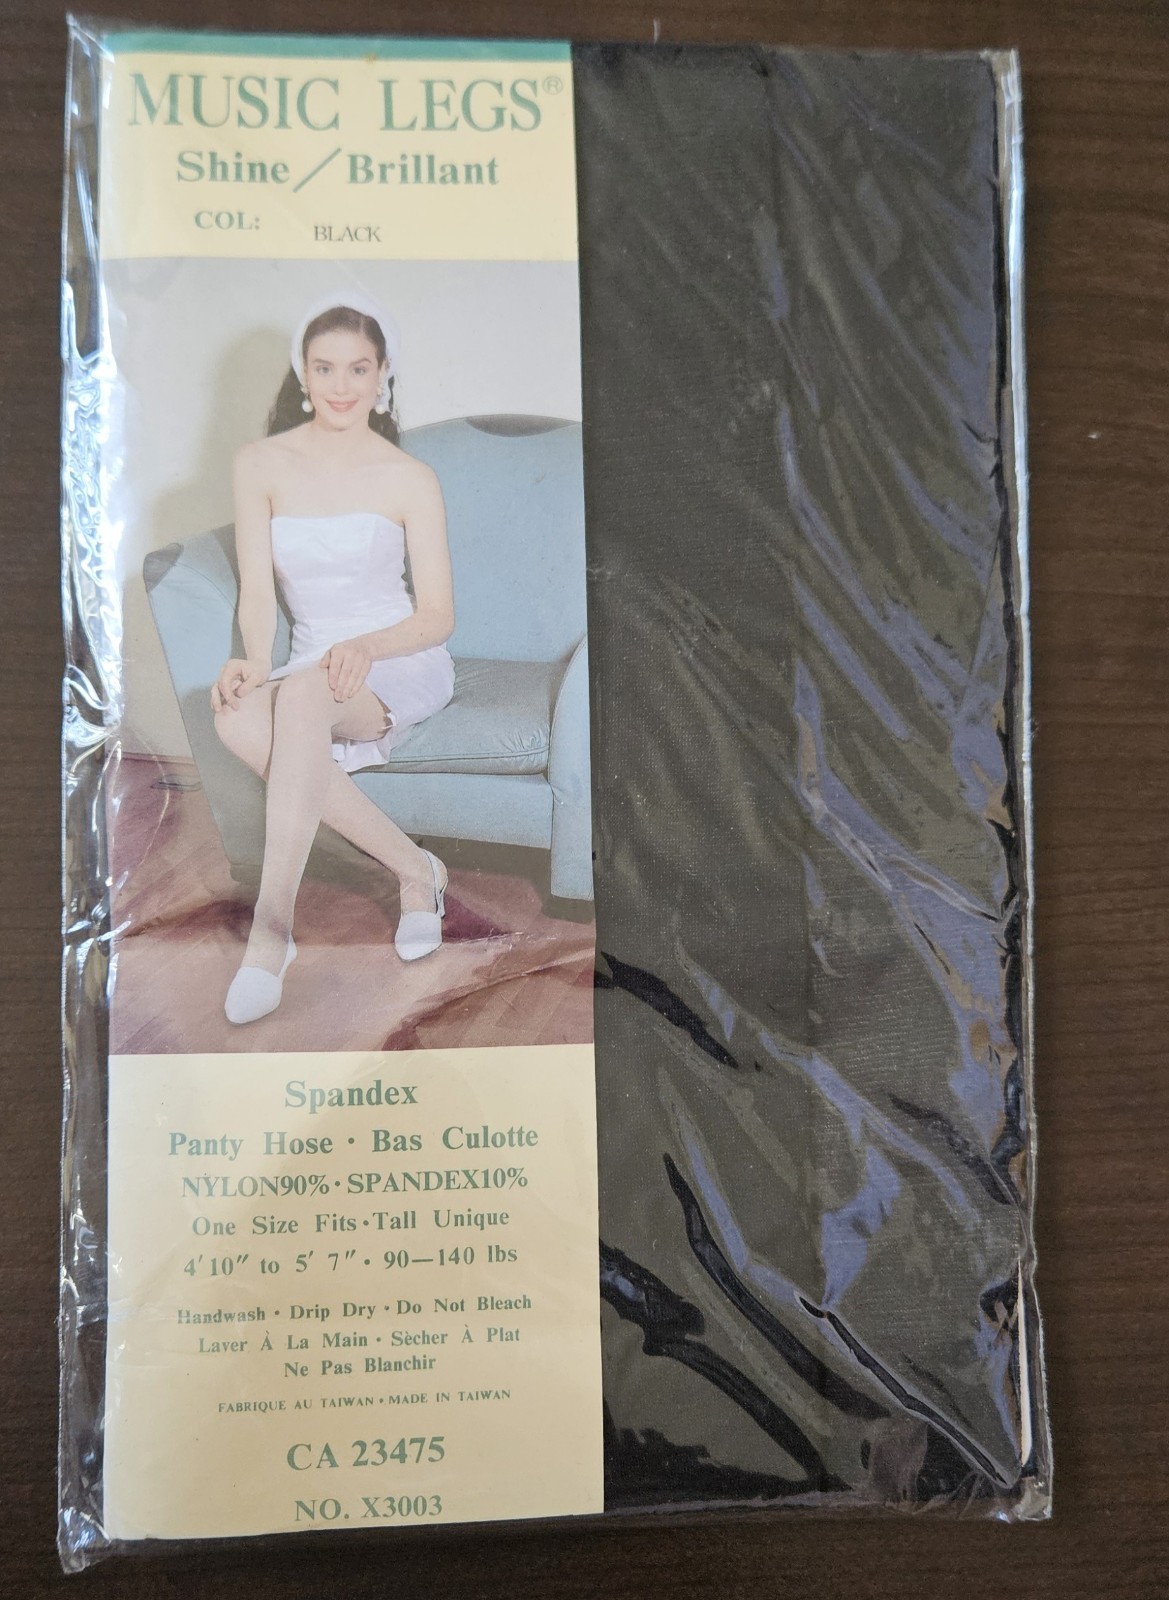 MUSIC LEGS®
Shine / Brillant
COL: BLACK
Spandex
Panty Hose • Bas Culotte
NYLON90% • SPANDEX10%
One Size Fits • Tall Unique
4′10″ to 5′ 7″ • 90—140 lbs
Handwash • Drip Dry • Do Not Bleach
Laver À La Main • Sècher À Plat
Ne Pas Blanchir
FABRIQUE AU TAIWAN • MADE IN TAIWAN
CA 23475
NO. X3003